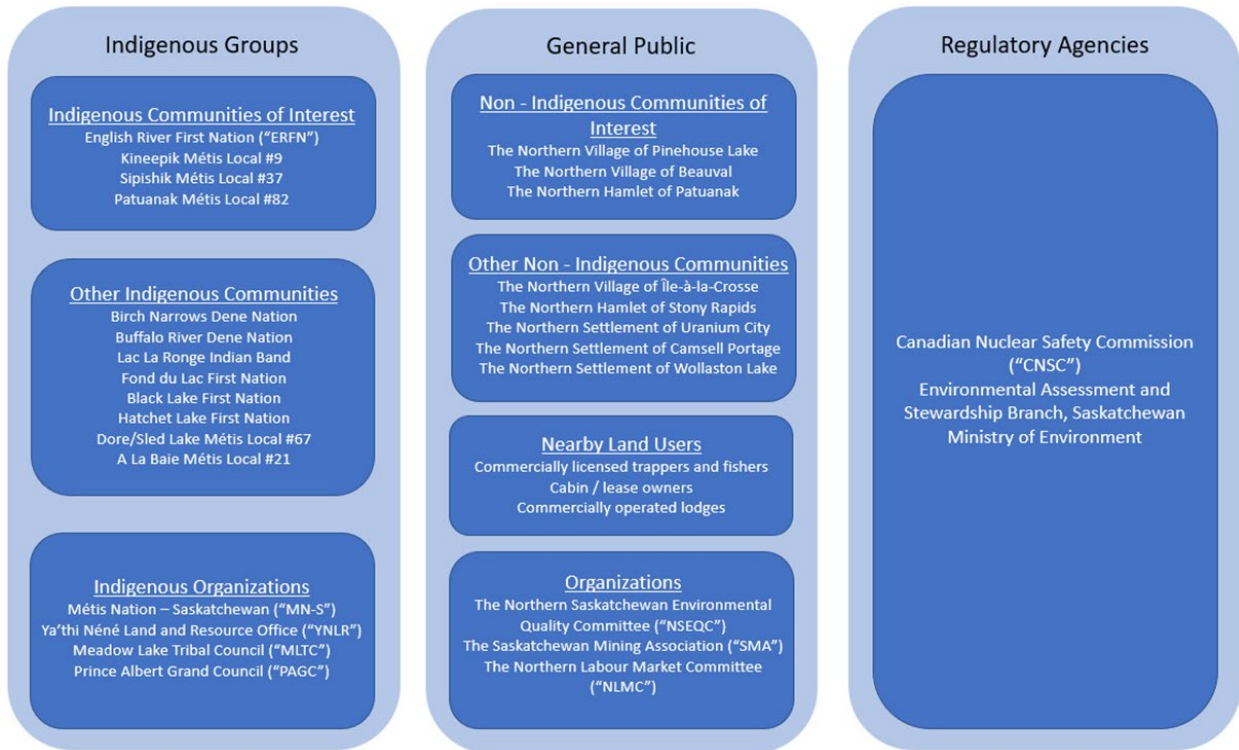 Indigenous Groups
Indigenous Communities of Interest
English River First Nation (“ERFN”)
Kineepik Métis Local #9
Sipishik Métis Local #37
Patuanak Métis Local #82
Other Indigenous Communities
Birch Narrows Dene Nation
Buffalo River Dene Nation
Lac La Ronge Indian Band
Fond du Lac First Nation
Black Lake First Nation
Hatchet Lake First Nation
Dore/Sled Lake Métis Local #67
A La Baie Métis Local #21
Indigenous Organizations
Métis Nation – Saskatchewan (“MN-S”)
Ya’thi Néné Land and Resource Office (“YNLR”)
Meadow Lake Tribal Council (“MLTC”)
Prince Albert Grand Council (“PAGC”)
General Public
Non - Indigenous Communities of
Interest
The Northern Village of Pinehouse Lake
The Northern Village of Beauval
The Northern Hamlet of Patuanak
Other Non - Indigenous Communities
The Northern Village of Île-à-la-Crosse
The Northern Hamlet of Stony Rapids
The Northern Settlement of Uranium City
The Northern Settlement of Camsell Portage
The Northern Settlement of Wollaston Lake
Nearby Land Users
Commercially licensed trappers and fishers
Cabin / lease owners
Commercially operated lodges
Organizations
The Northern Saskatchewan Environmental
Quality Committee (“NSEQC”)
The Saskatchewan Mining Association (“SMA”)
The Northern Labour Market Committee
(“NLMC”)
Regulatory Agencies
Canadian Nuclear Safety Commission
(“CNSC”)
Environmental Assessment and
Stewardship Branch, Saskatchewan
Ministry of Environment